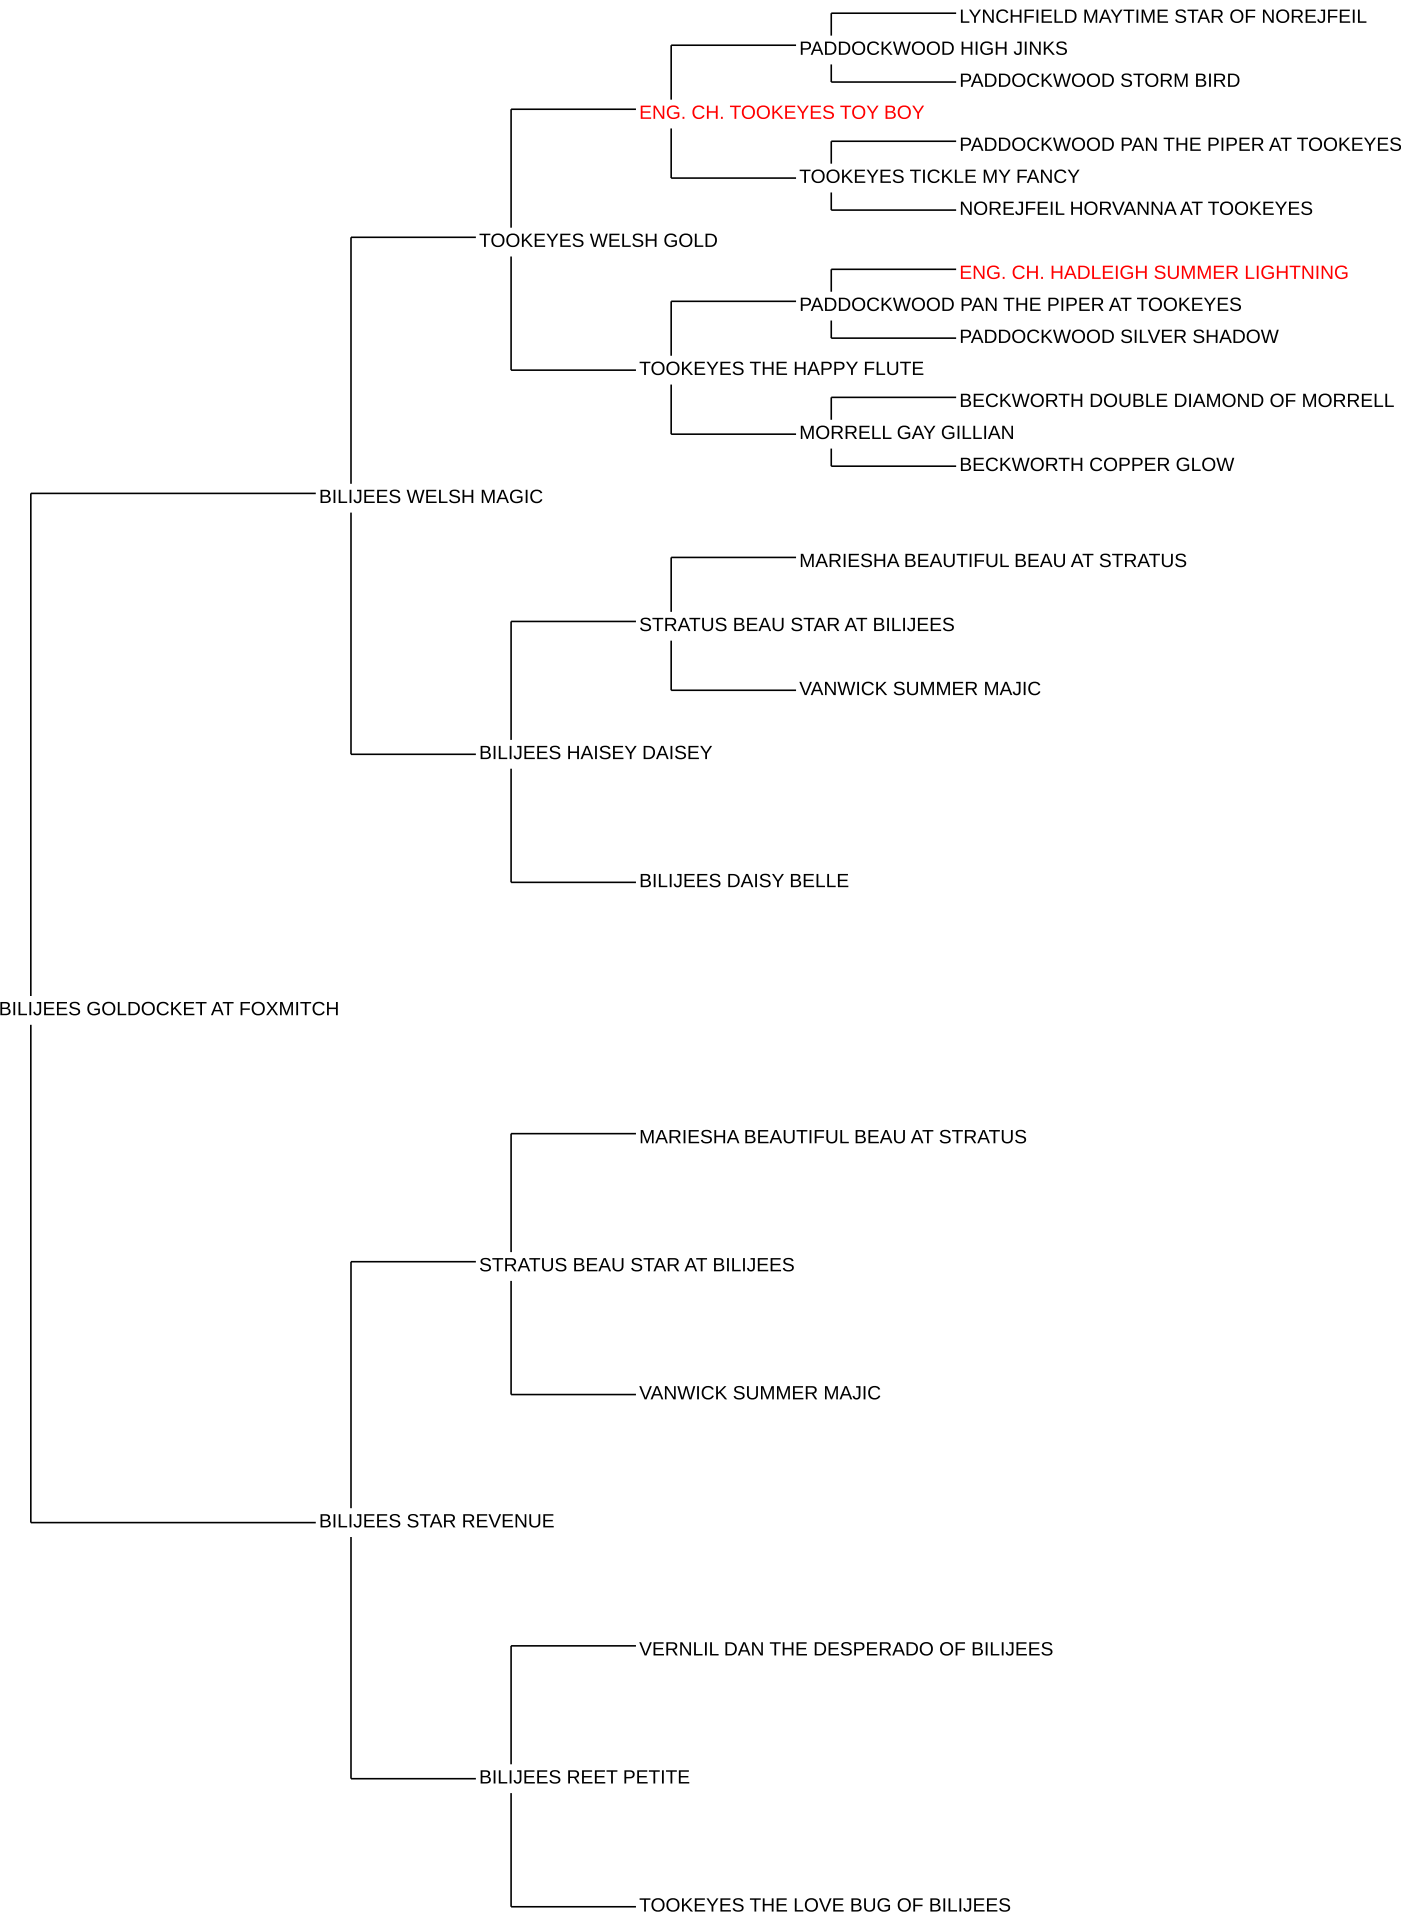 LYNCHFIELD MAYTIME STAR OF NOREJFEIL
PADDOCKWOOD HIGH JINKS
PADDOCKWOOD STORM BIRD
ENG. CH. TOOKEYES TOY BOY
PADDOCKWOOD PAN THE PIPER AT TOOKEYES
TOOKEYES TICKLE MY FANCY
NOREJFEIL HORVANNA AT TOOKEYES
TOOKEYES WELSH GOLD
ENG. CH. HADLEIGH SUMMER LIGHTNING
PADDOCKWOOD PAN THE PIPER AT TOOKEYES
PADDOCKWOOD SILVER SHADOW
TOOKEYES THE HAPPY FLUTE
BECKWORTH DOUBLE DIAMOND OF MORRELL
MORRELL GAY GILLIAN
BECKWORTH COPPER GLOW
BILIJEES WELSH MAGIC
MARIESHA BEAUTIFUL BEAU AT STRATUS
STRATUS BEAU STAR AT BILIJEES
VANWICK SUMMER MAJIC
BILIJEES HAISEY DAISEY
BILIJEES DAISY BELLE
BILIJEES GOLDOCKET AT FOXMITCH
MARIESHA BEAUTIFUL BEAU AT STRATUS
STRATUS BEAU STAR AT BILIJEES
VANWICK SUMMER MAJIC
BILIJEES STAR REVENUE
VERNLIL DAN THE DESPERADO OF BILIJEES
BILIJEES REET PETITE
TOOKEYES THE LOVE BUG OF BILIJEES